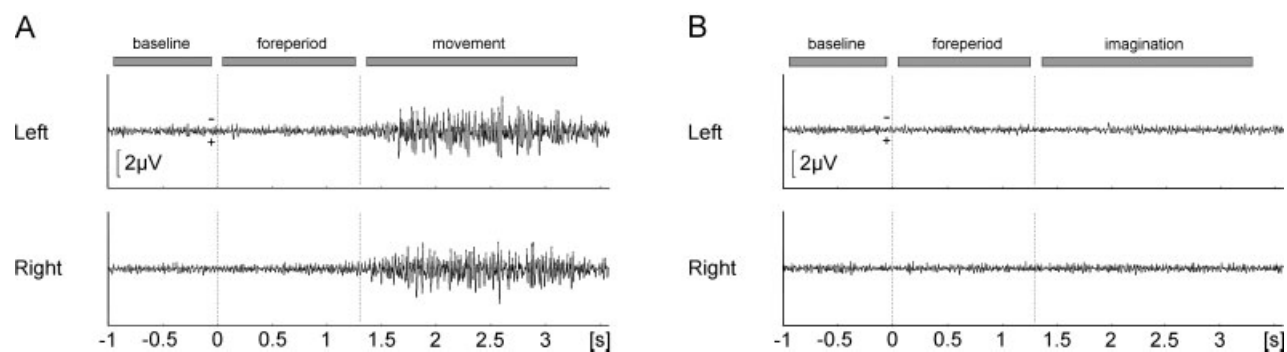 A
baseline foreperiod movement
Left
-
+
2µV
Right
-1 -0.5 0 0.5 1 1.5 2 2.5 3 [s]
B
baseline foreperiod imagination
Left
-
+
2µV
Right
-1 -0.5 0 0.5 1 1.5 2 2.5 3 [s]